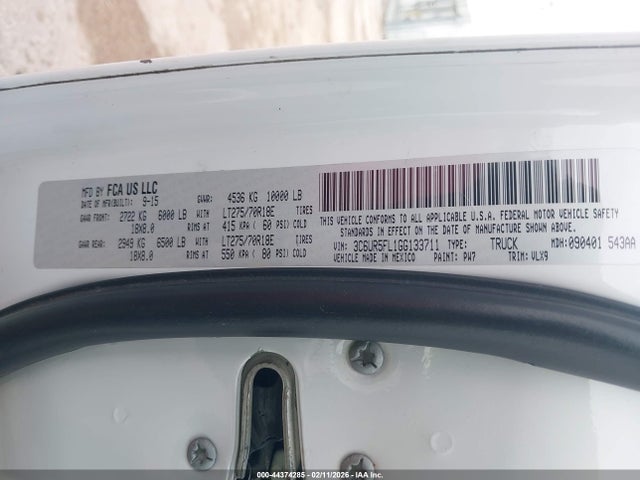 MFD BY FCA US LLC
DATE OF MFR(BUILT): 9-15 GVWR: 4536 KG 10000 LB
GAWR FRONT: 2722 KG 6000 LB WITH LT275/70R18E TIRES
18X8.0 RIMS AT 415 KPA ( 60 PSI) COLD
GAWR REAR: 2949 KG 6500 LB WITH LT275/70R18E TIRES
18X8.0 RIMS AT 550 KPA ( 80 PSI) COLD
THIS VEHICLE CONFORMS TO ALL APPLICABLE U.S.A. FEDERAL MOTOR VEHICLE SAFETY
STANDARDS IN EFFECT ON THE DATE OF MANUFACTURE SHOWN ABOVE.
VIN: 3C6UR5FL1GG133711 TYPE: TRUCK MDH:090401 543AA
VEHICLE MADE IN MEXICO PAINT: PW7 TRIM: VLX9
000-44374285 - 02/11/2026 - IAA Inc.